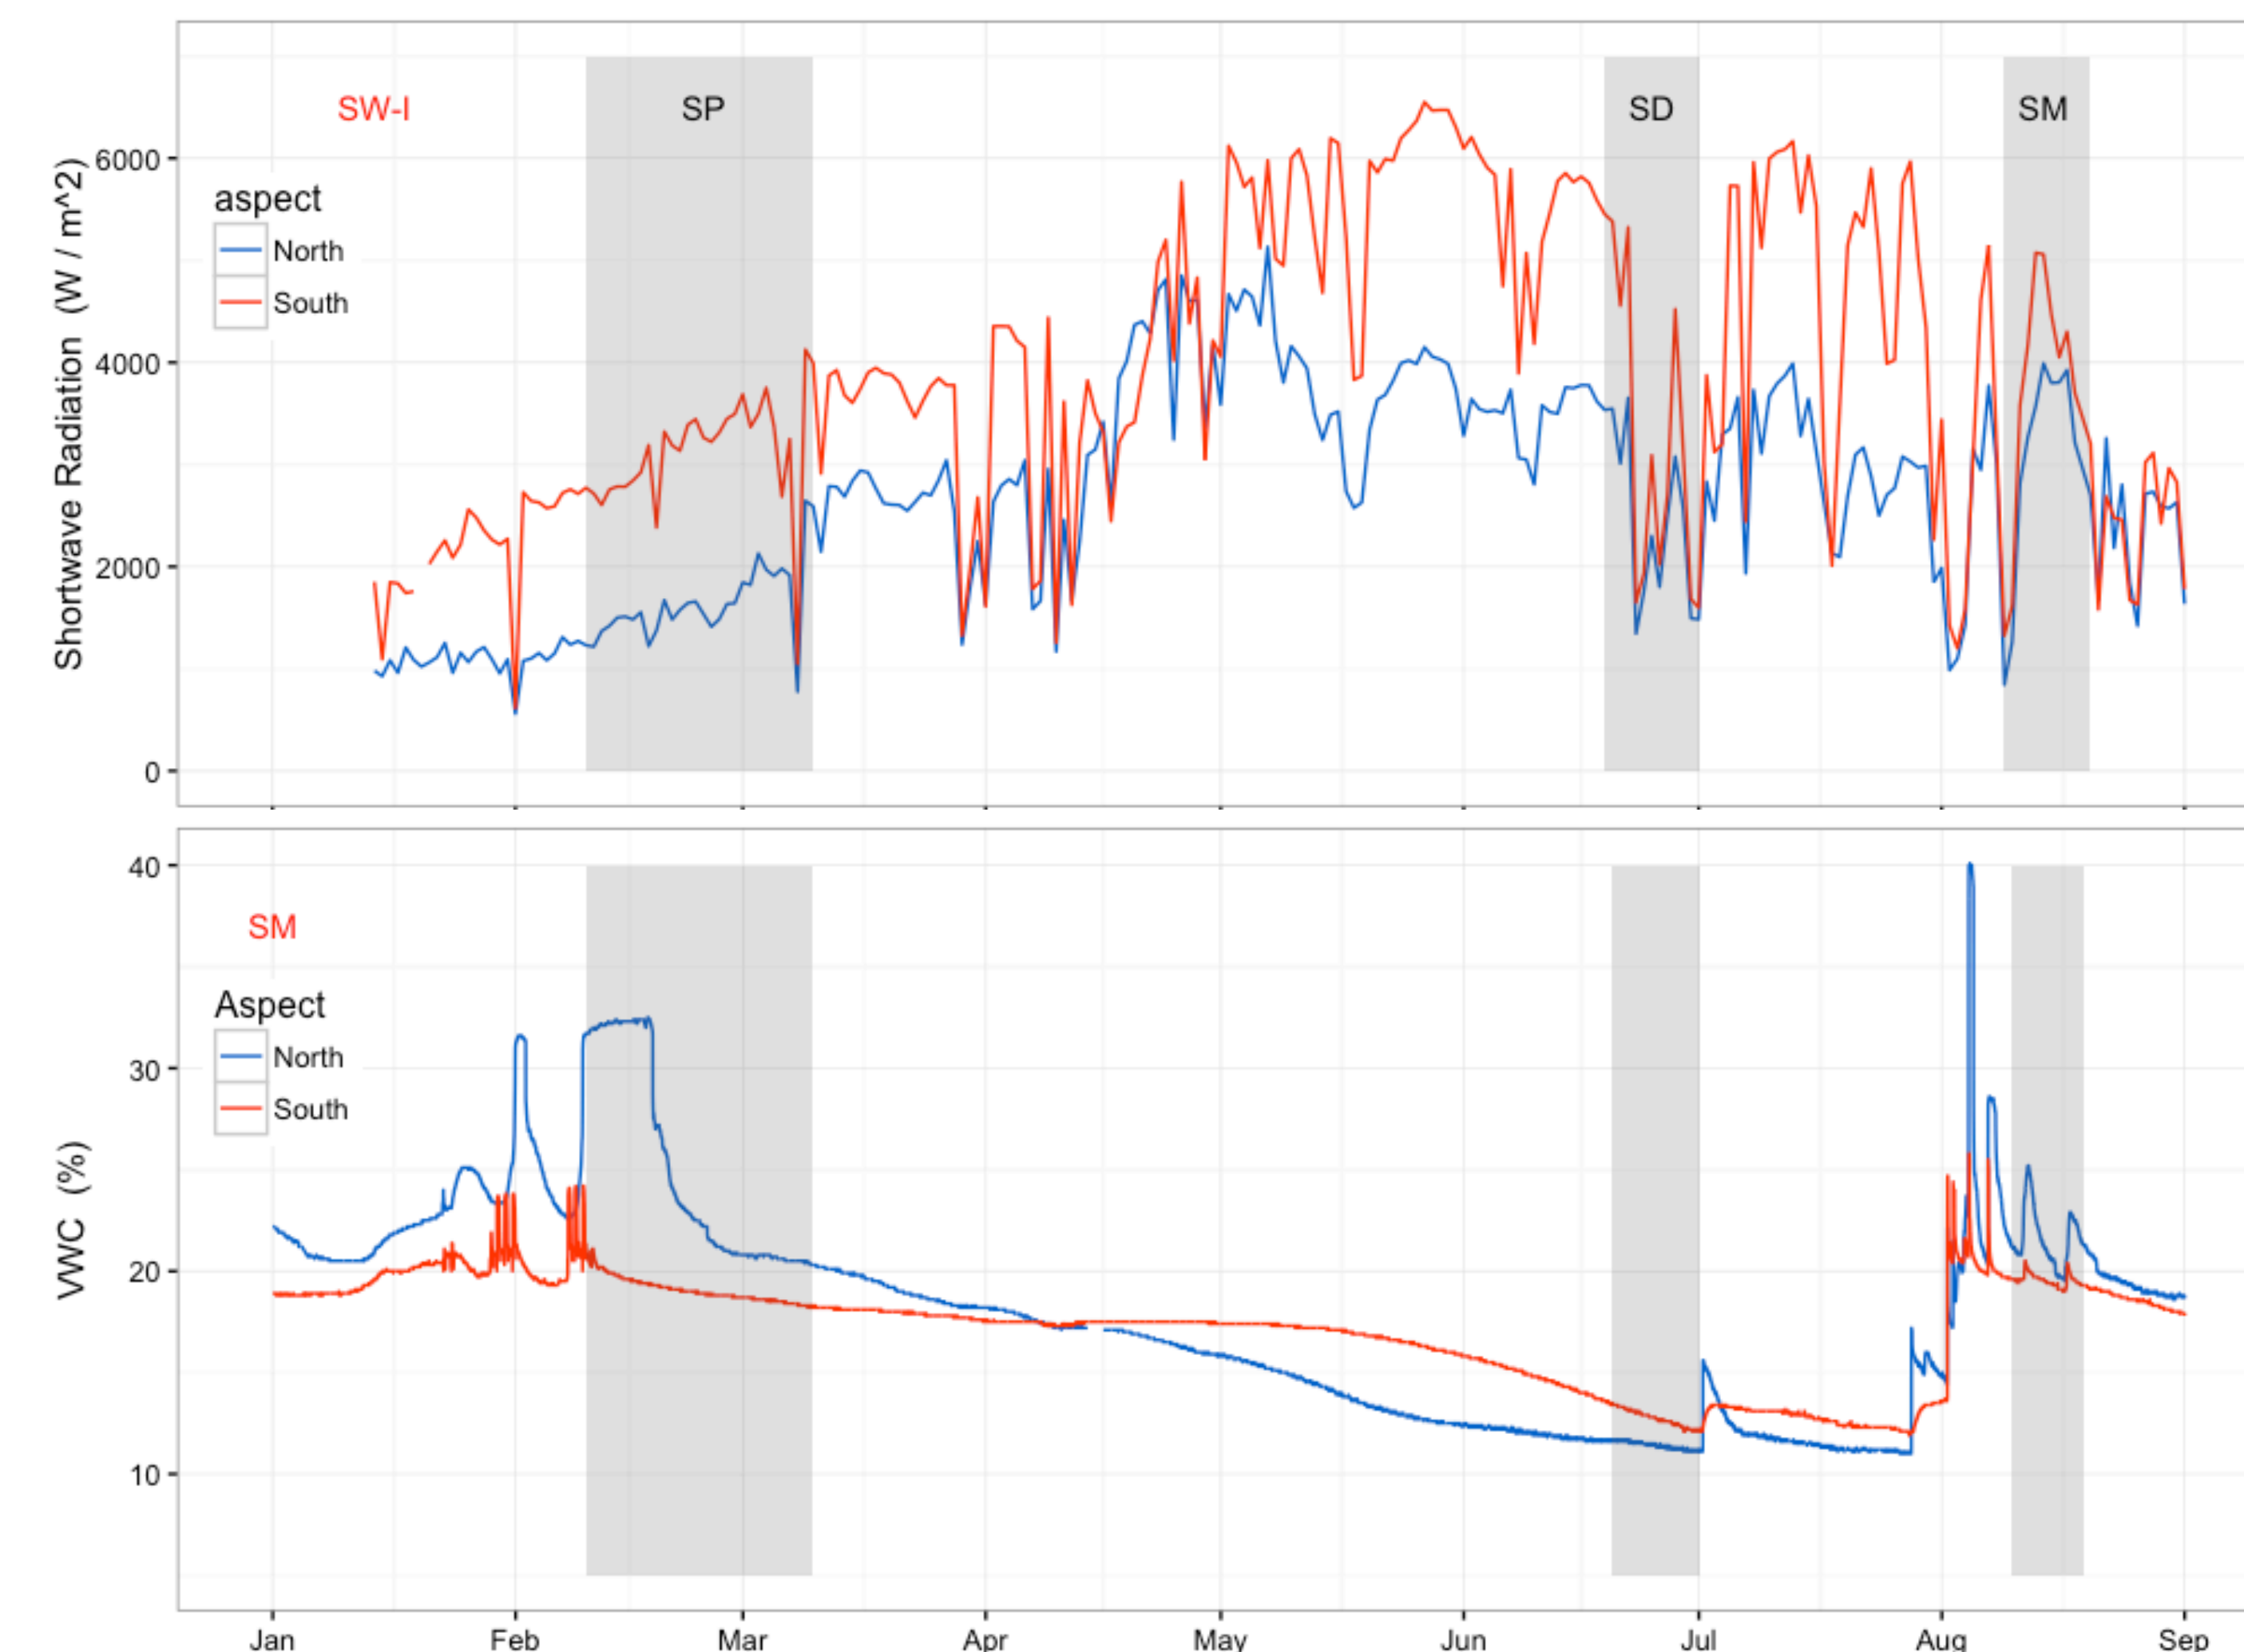 SW-I
SP
SD
SM
Shortwave Radiation (W / m^2)
6000
4000
2000
0
aspect
North
South
SM
VWC (%)
40
30
20
10
Aspect
North
South
Jan Feb Mar Apr May Jun Jul Aug Sep